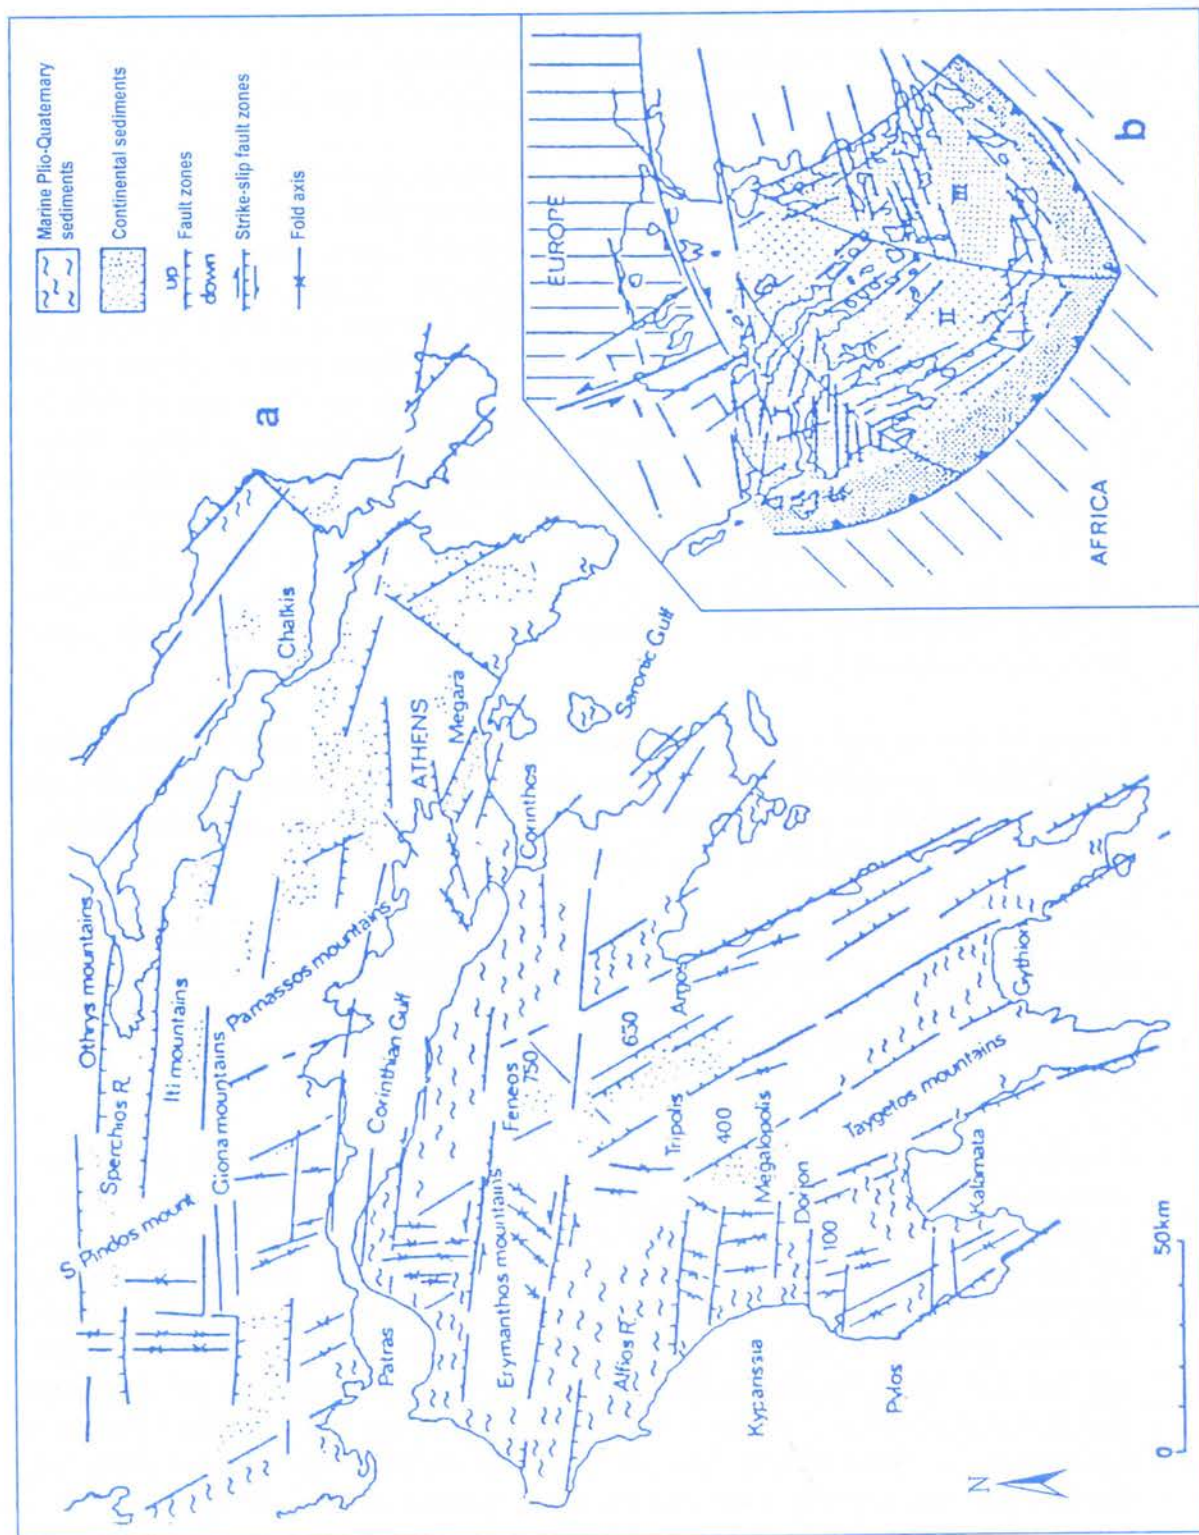 Marine Plio-Quaternary
sediments
Continental sediments
up
down
Fault zones
Strike-slip fault zones
Fold axis
a
Othrys mountains
Sperchios R.
Iti mountains
S Pindos mount
Giona mountains
Parnassos mountains
Chalkis
Corinthian Gulf
ATHENS
Megara
Patras
Corinthos
Saronic Gulf
Erymanthos mountains
Feneos
750
Alfios R.
650
Argos
Tripolis
400
Megalopolis
Kyparissia
Dorion
100
Taygetos mountains
Gythion
Kalamata
Pylos
N
0
50km
EUROPE
II
III
AFRICA
b